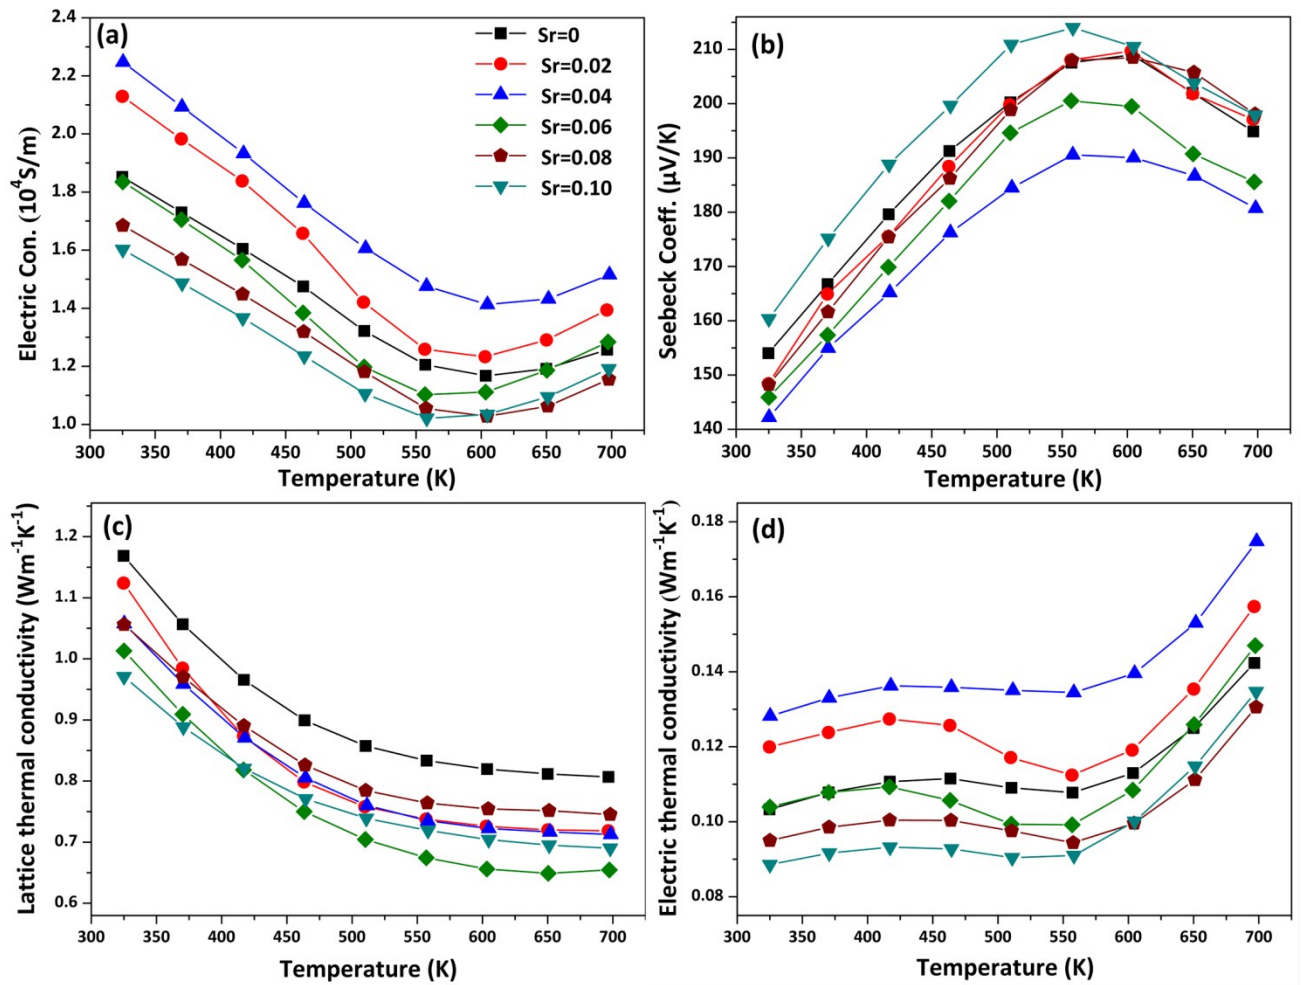 (a)
Sr=0
Sr=0.02
Sr=0.04
Sr=0.06
Sr=0.08
Sr=0.10
Electric Con. (10⁴S/m)
2.4
2.2
2.0
1.8
1.6
1.4
1.2
1.0
300 350 400 450 500 550 600 650 700
Temperature (K)
(b)
Seebeck Coeff. (µV/K)
210
200
190
180
170
160
150
140
300 350 400 450 500 550 600 650 700
Temperature (K)
(c)
Lattice thermal conductivity (Wm⁻¹K⁻¹)
1.2
1.1
1.0
0.9
0.8
0.7
0.6
300 350 400 450 500 550 600 650 700
Temperature (K)
(d)
Electric thermal conductivity (Wm⁻¹K⁻¹)
0.18
0.16
0.14
0.12
0.10
0.08
300 350 400 450 500 550 600 650 700
Temperature (K)